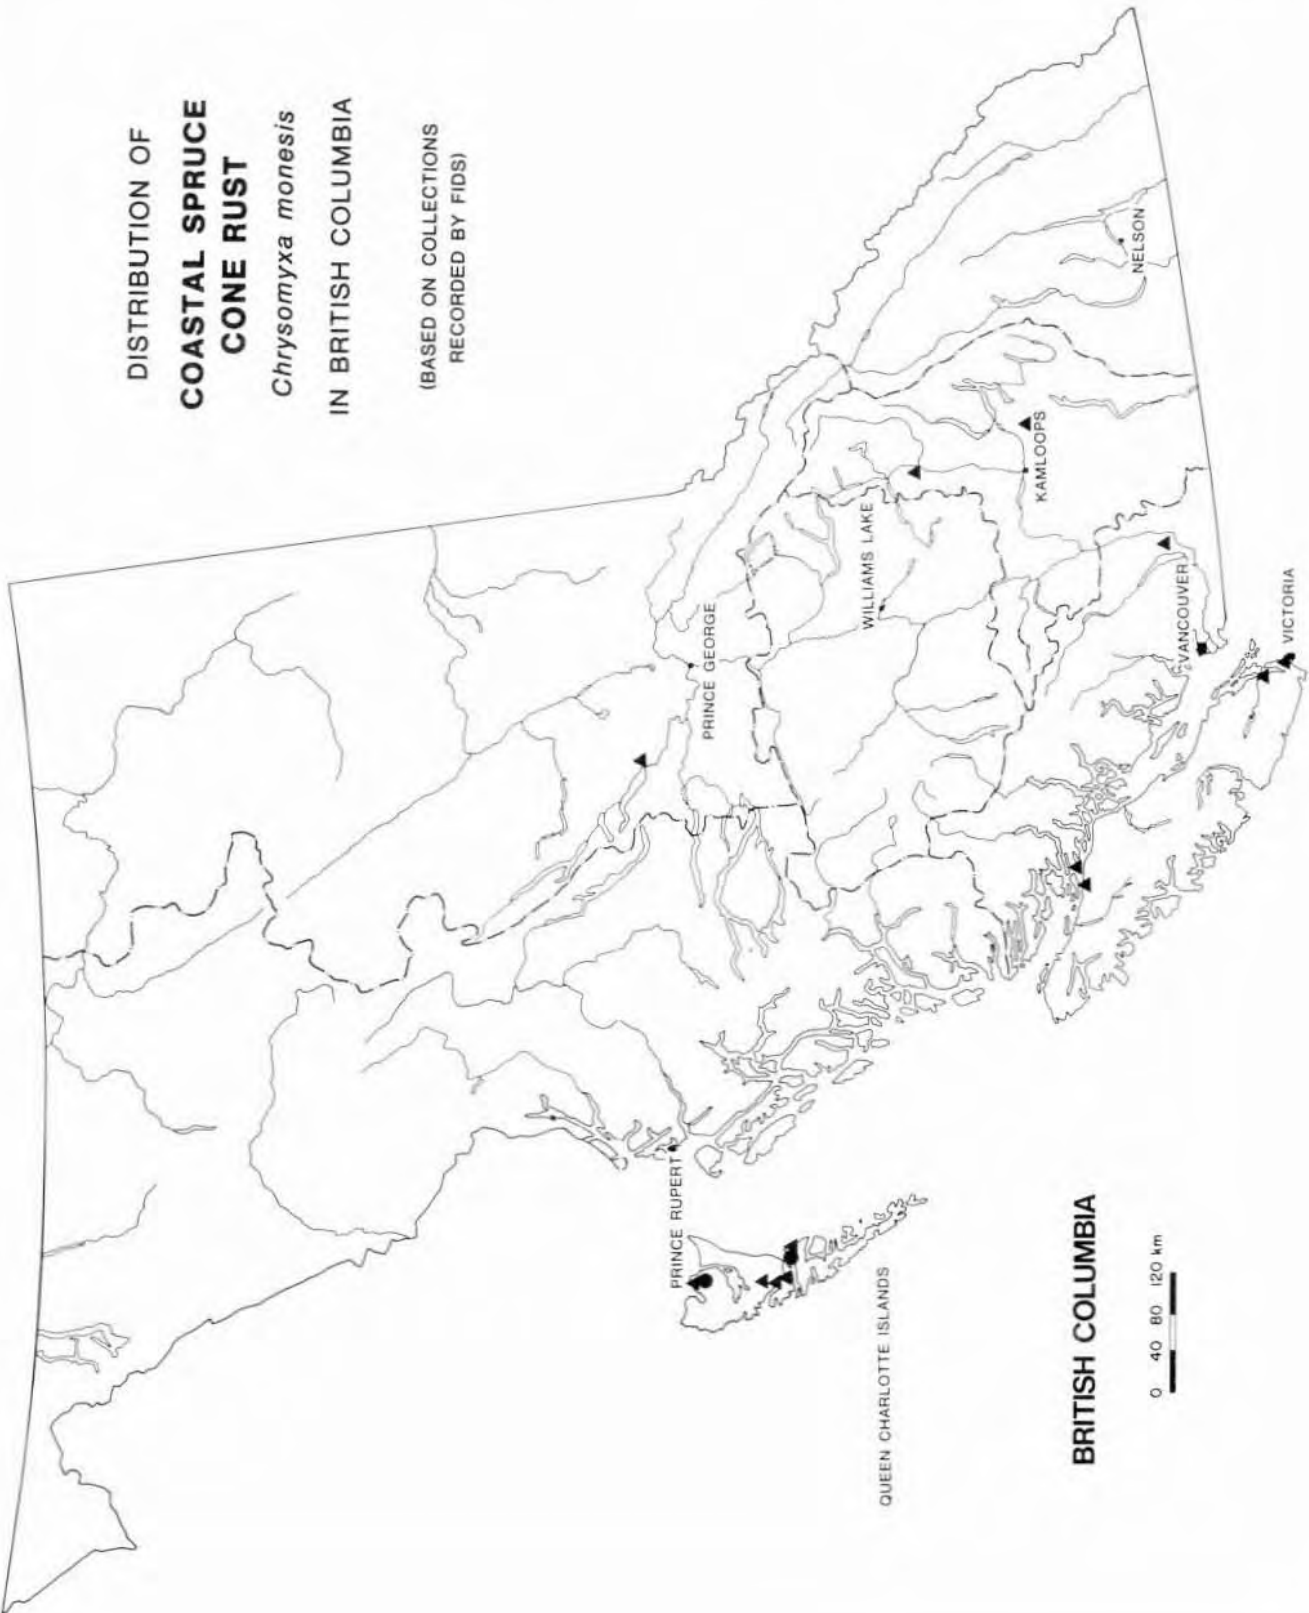 DISTRIBUTION OF
COASTAL SPRUCE
CONE RUST
Chrysomyxa monesis
IN BRITISH COLUMBIA
(BASED ON COLLECTIONS
RECORDED BY FIDS)
PRINCE RUPERT
PRINCE GEORGE
QUEEN CHARLOTTE ISLANDS
WILLIAMS LAKE
KAMLOOPS
NELSON
VANCOUVER
VICTORIA
BRITISH COLUMBIA
0 40 80 120 km